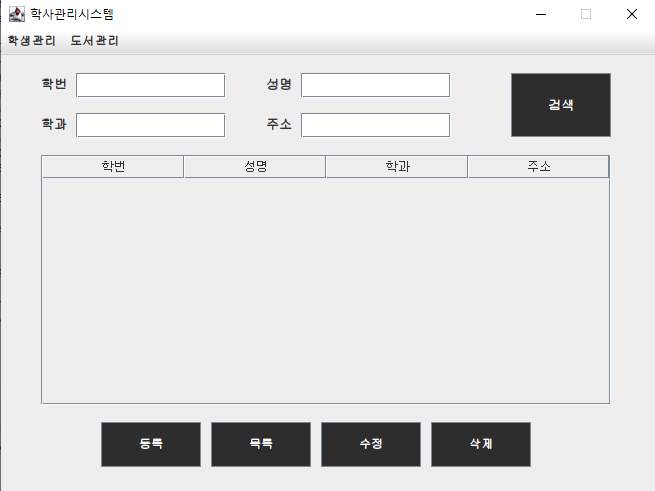 학사관리시스템
학생관리 도서관리
학번 성명 검색
학과 주소
학번 성명 학과 주소
등록 목록 수정 삭제